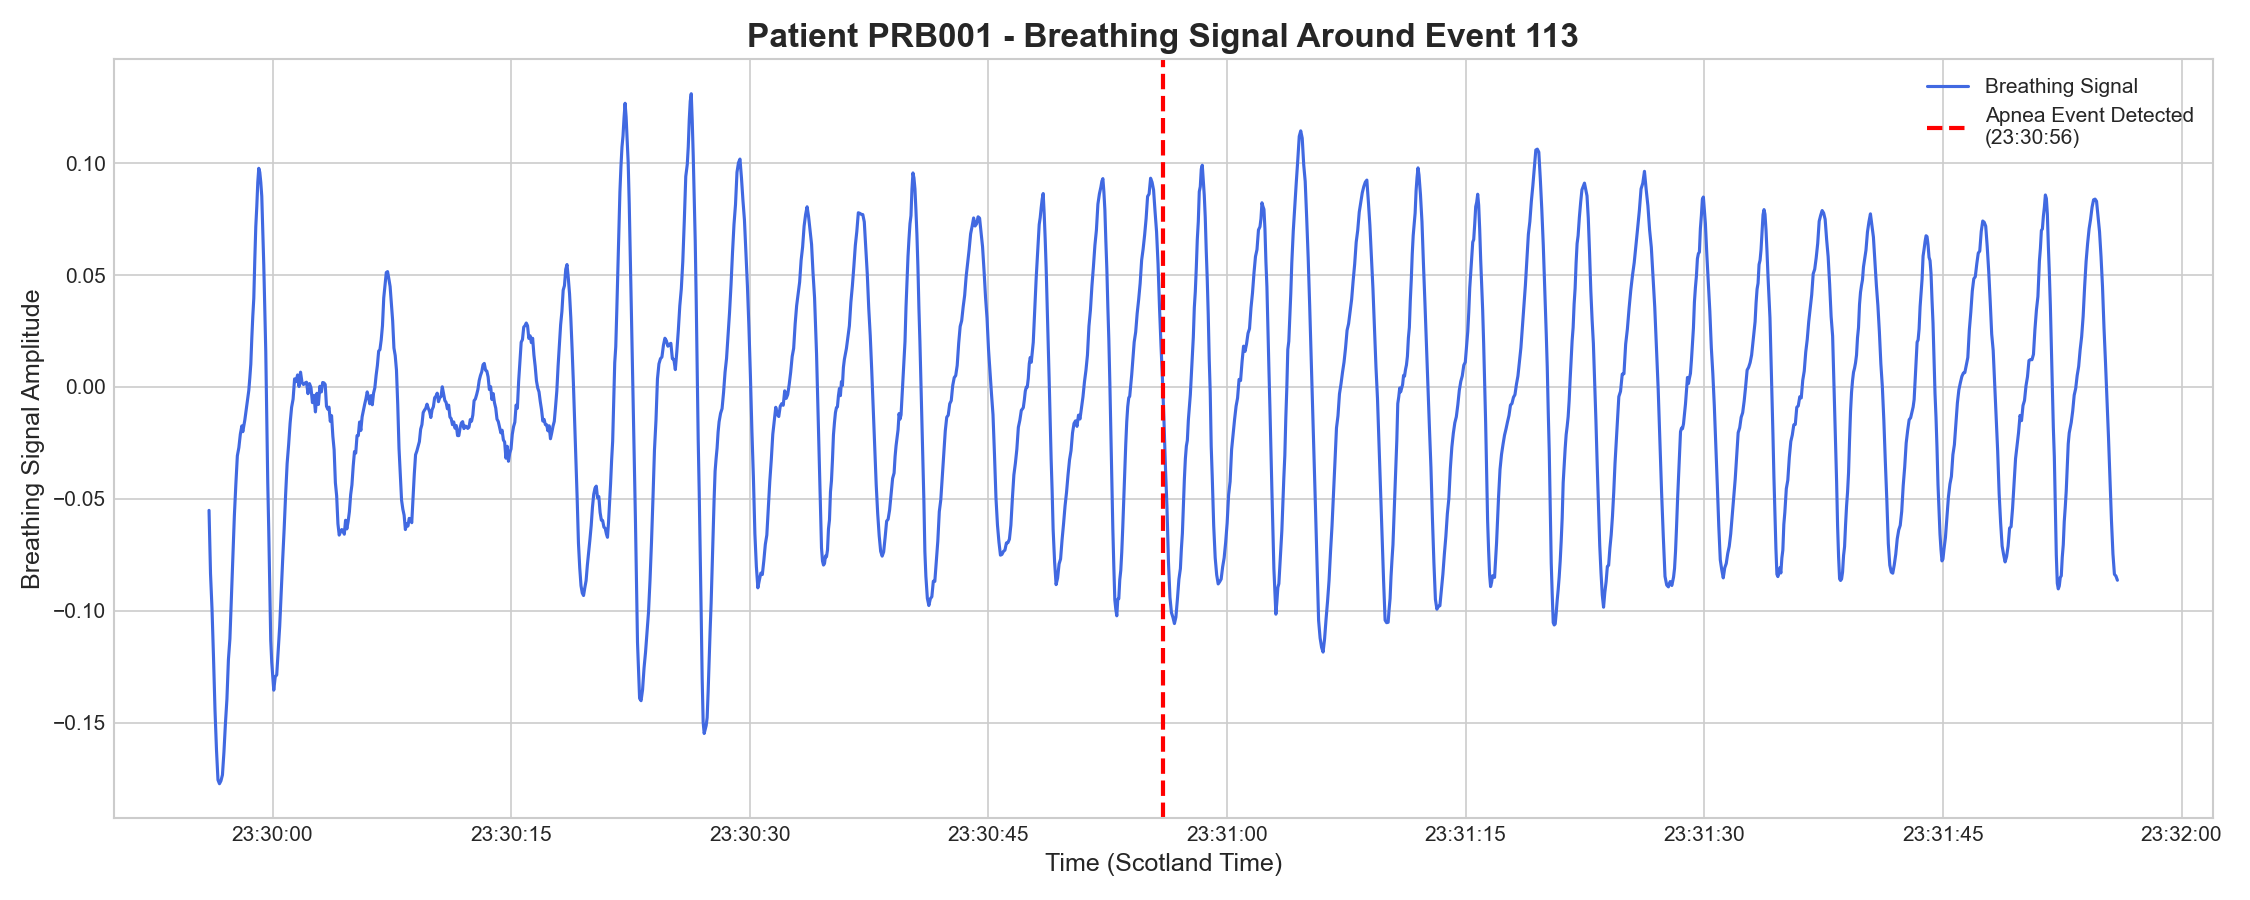 Patient PRB001 - Breathing Signal Around Event 113
Breathing Signal
Apnea Event Detected
(23:30:56)
Breathing Signal Amplitude
0.10
0.05
0.00
−0.05
−0.10
−0.15
23:30:00 23:30:15 23:30:30 23:30:45 23:31:00 23:31:15 23:31:30 23:31:45 23:32:00
Time (Scotland Time)